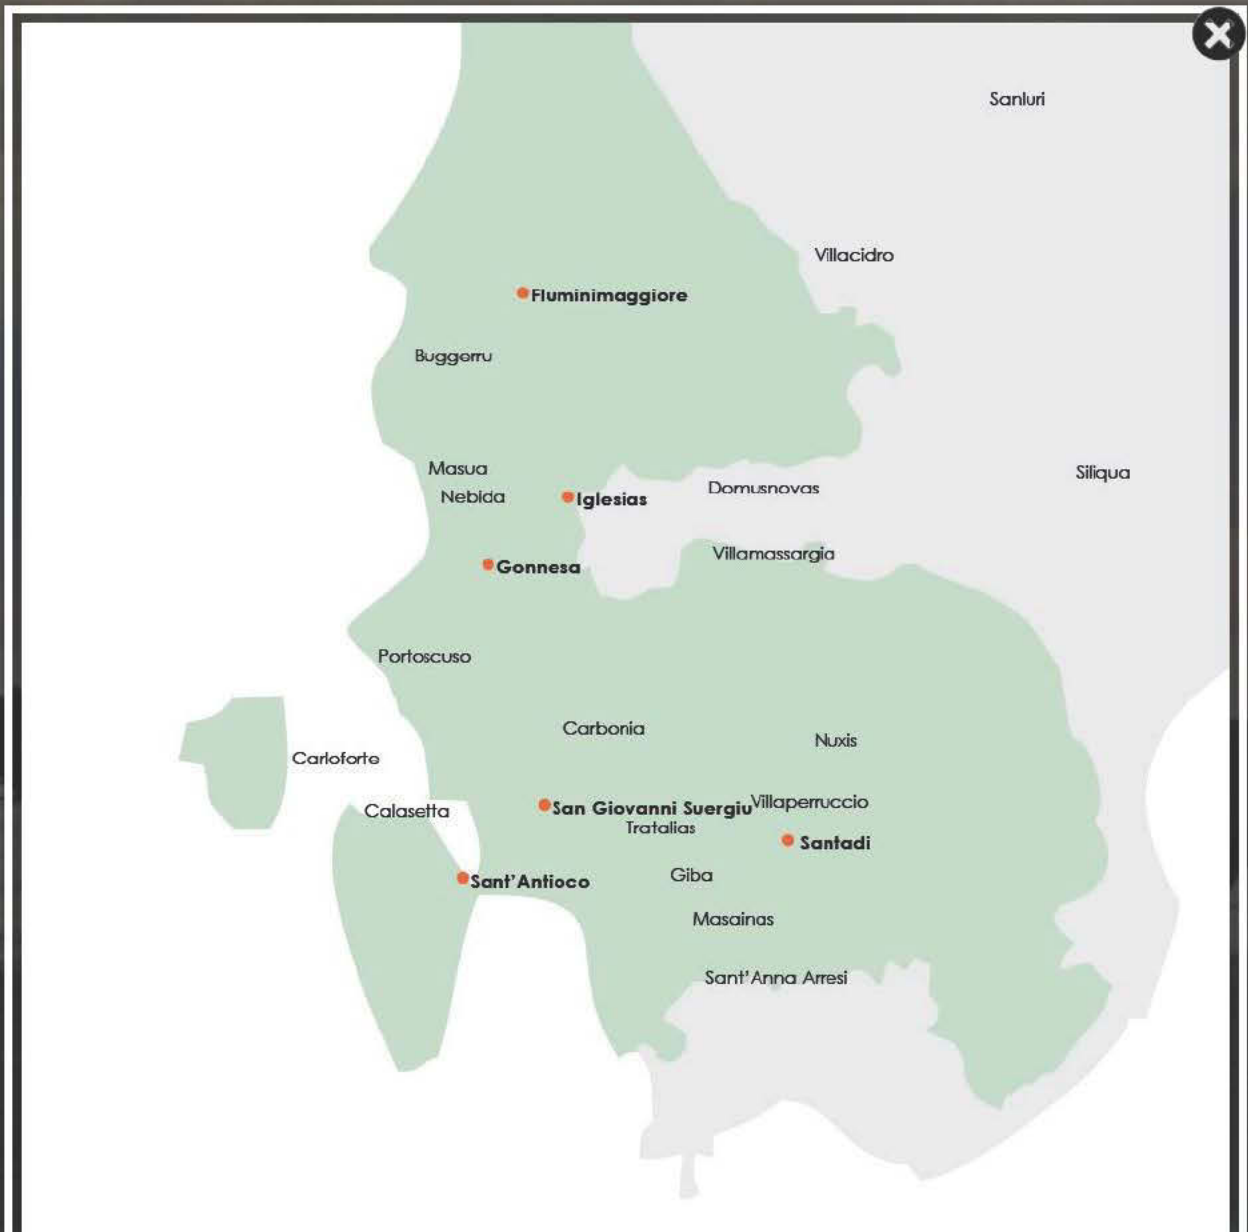 Sanluri
Villacidro
Fluminimaggiore
Buggerru
Masua
Siliqua
Domusnovas
Nebida
Iglesias
Villamassargia
Gonnesa
Portoscuso
Carbonia
Nuxis
Carloforte
Villaperruccio
San Giovanni Suergiu
Calasetta
Tratalias
Santadi
Giba
Sant'Antioco
Masainas
Sant'Anna Arresi